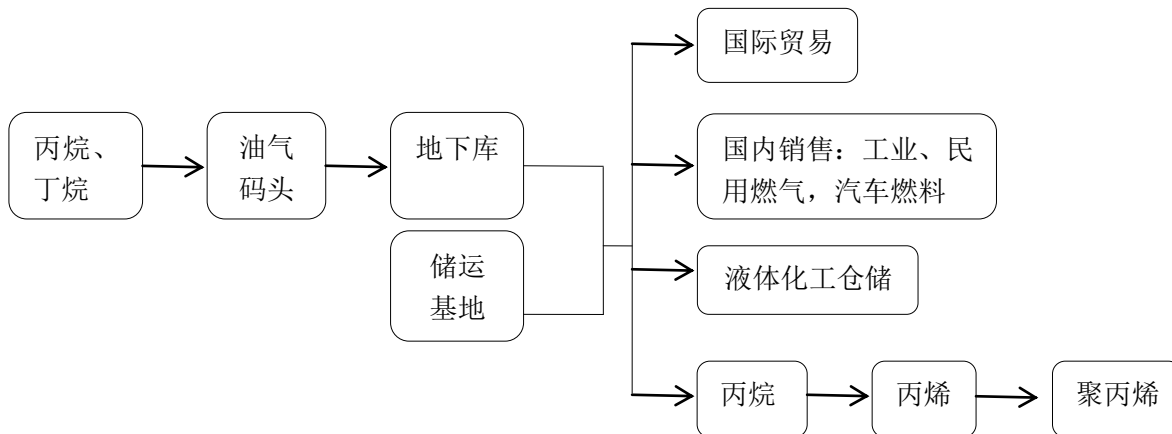 国际贸易
丙烷、
丁烷
油气
码头
地下库
国内销售：工业、民
用燃气，汽车燃料
储运
基地
液体化工仓储
丙烷
丙烯
聚丙烯